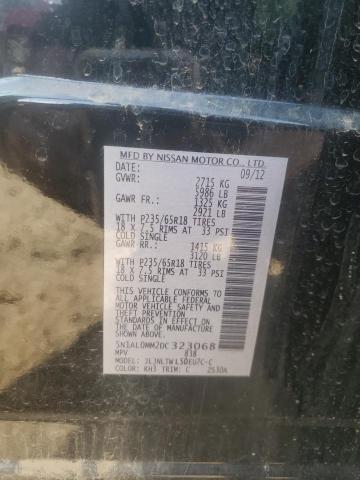 MFD BY NISSAN MOTOR CO., LTD.
DATE: 09/12
GVWR: 2715 KG
5986 LB
GAWR FR.: 1325 KG
2921 LB
WITH P235/65R18 TIRES
18 X 7.5 RIMS AT 33 PSI
COLD SINGLE
GAWR RR.: 1415 KG
3120 LB
WITH P235/65R18 TIRES
18 X 7.5 RIMS AT 33 PSI
COLD SINGLE
THIS VEHICLE CONFORMS TO ALL
APPLICABLE FEDERAL MOTOR VEHICLE
SAFETY STANDARDS IN EFFECT ON THE
DATE OF MANUFACTURE SHOWN ABOVE.
5N1AL0MM2DC323068
MPV 838
MODEL: JLJNLTWL50EU7C-C
COLOR: KH3 TRIM: C 2530A